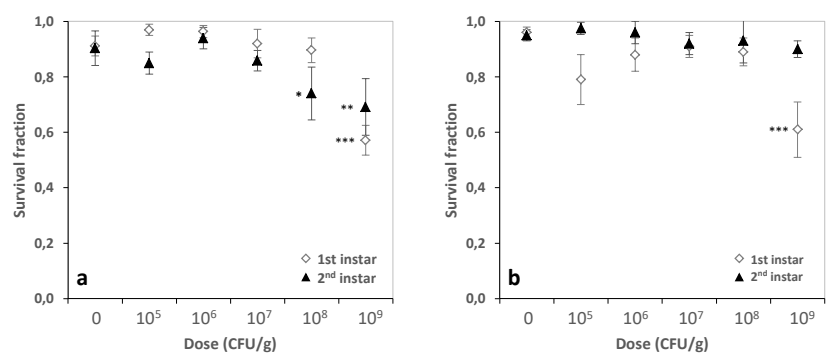 1,0
0,8
0,6
0,4
0,2
0,0
Survival fraction
*
**
***
1st instar
2nd instar
a
0 10^5 10^6 10^7 10^8 10^9
Dose (CFU/g)
1,0
0,8
0,6
0,4
0,2
0,0
Survival fraction
***
1st instar
2nd instar
b
0 10^5 10^6 10^7 10^8 10^9
Dose (CFU/g)